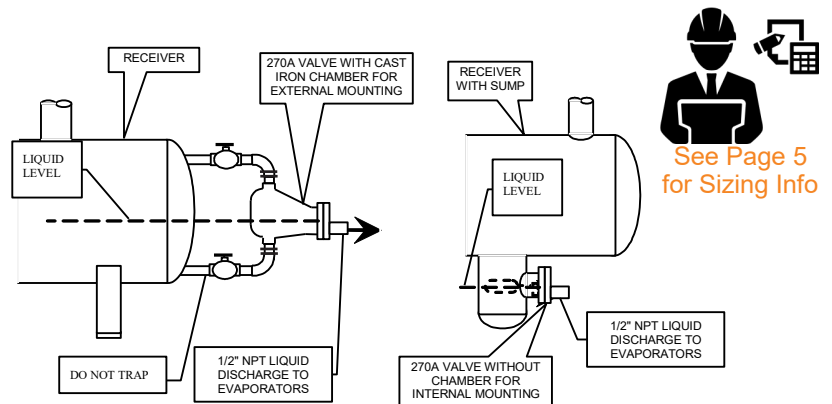 RECEIVER
270A VALVE WITH CAST
IRON CHAMBER FOR
EXTERNAL MOUNTING
LIQUID
LEVEL
DO NOT TRAP
1/2" NPT LIQUID
DISCHARGE TO
EVAPORATORS
RECEIVER
WITH SUMP
LIQUID
LEVEL
270A VALVE WITHOUT
CHAMBER FOR
INTERNAL MOUNTING
1/2" NPT LIQUID
DISCHARGE TO
EVAPORATORS
See Page 5
for Sizing Info